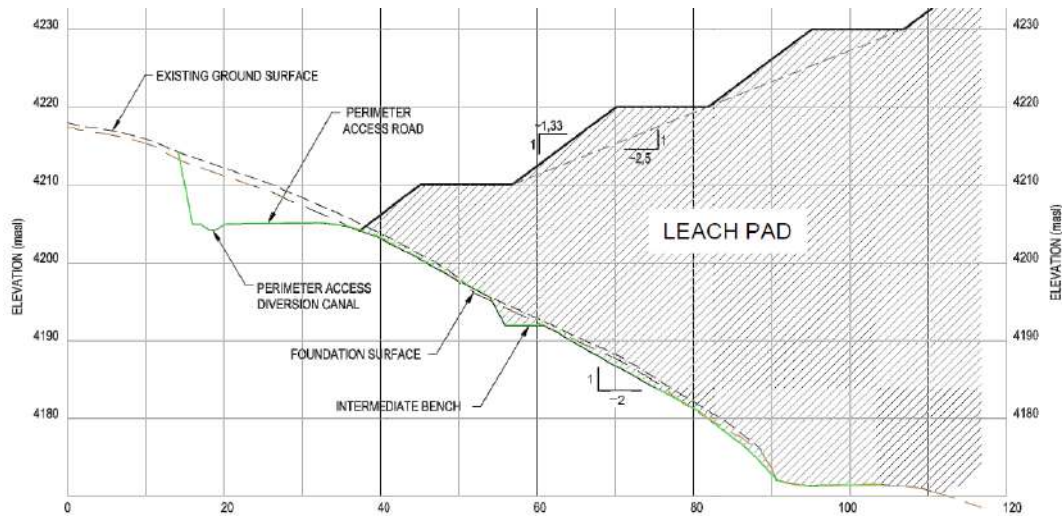 4230
4230
EXISTING GROUND SURFACE
4220
PERIMETER
ACCESS ROAD
~1,33
1
1
~2,5
4220
4210
4210
LEACH PAD
ELEVATION (masl)
ELEVATION (masl)
4200
4200
PERIMETER ACCESS
DIVERSION CANAL
4190
FOUNDATION SURFACE
4190
1
~2
INTERMEDIATE BENCH
4180
4180
0
20
40
60
80
100
120